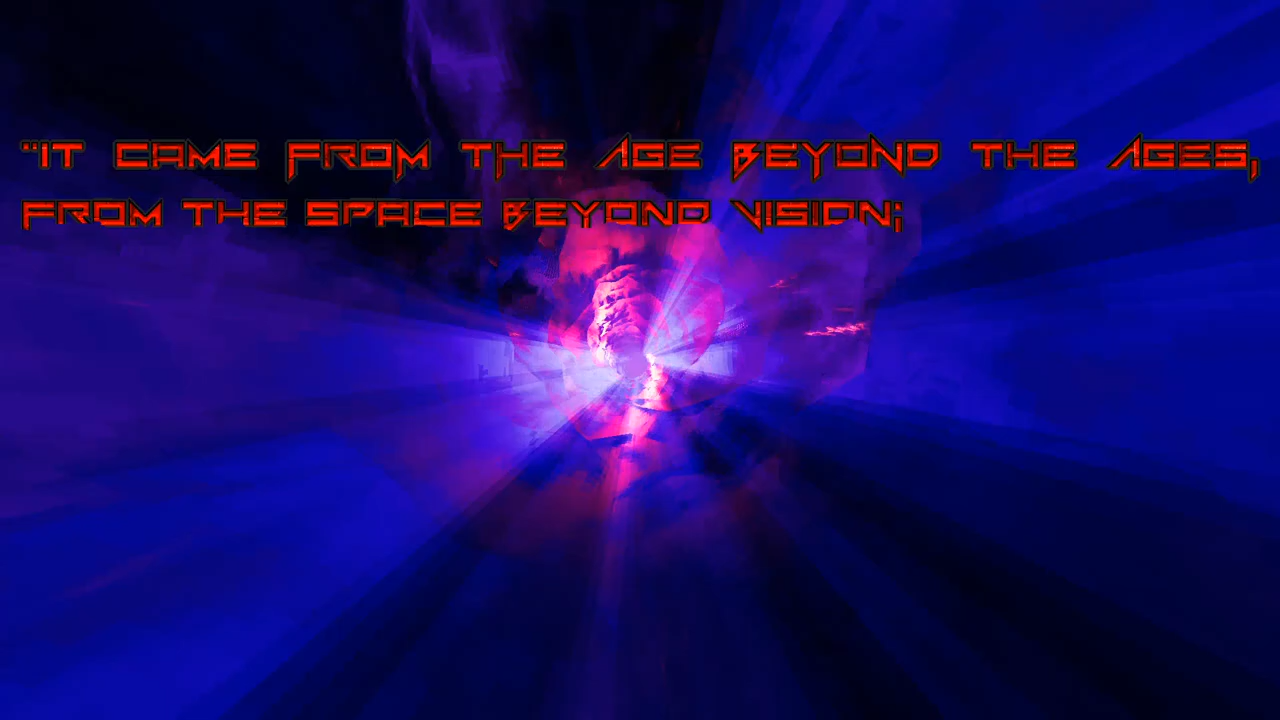 "IT CAME FROM THE AGE BEYOND THE AGES,
FROM THE SPACE BEYOND VISION;